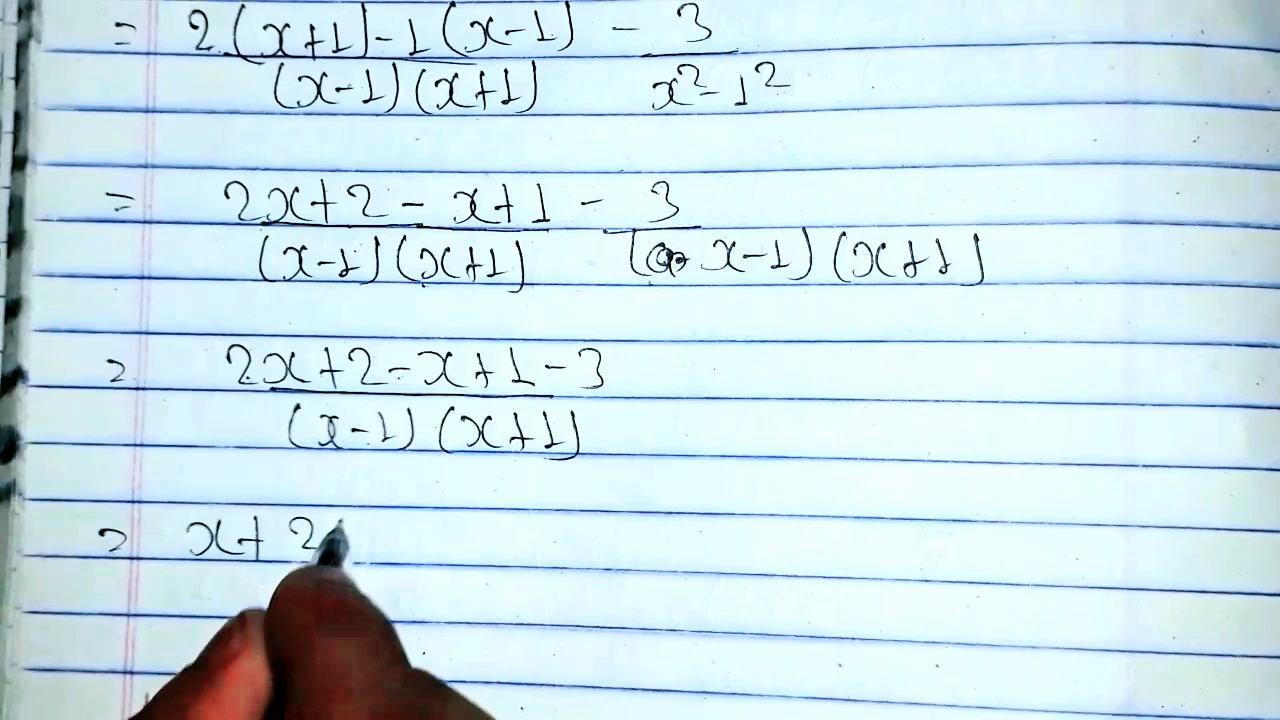 = 2(x+1)-1(x-1) - 3
(x-1)(x+1) x²-1²
= 2x+2-x+1 - 3
(x-1)(x+1) (x-1)(x+1)
= 2x+2-x+1-3
(x-1)(x+1)
= x+2